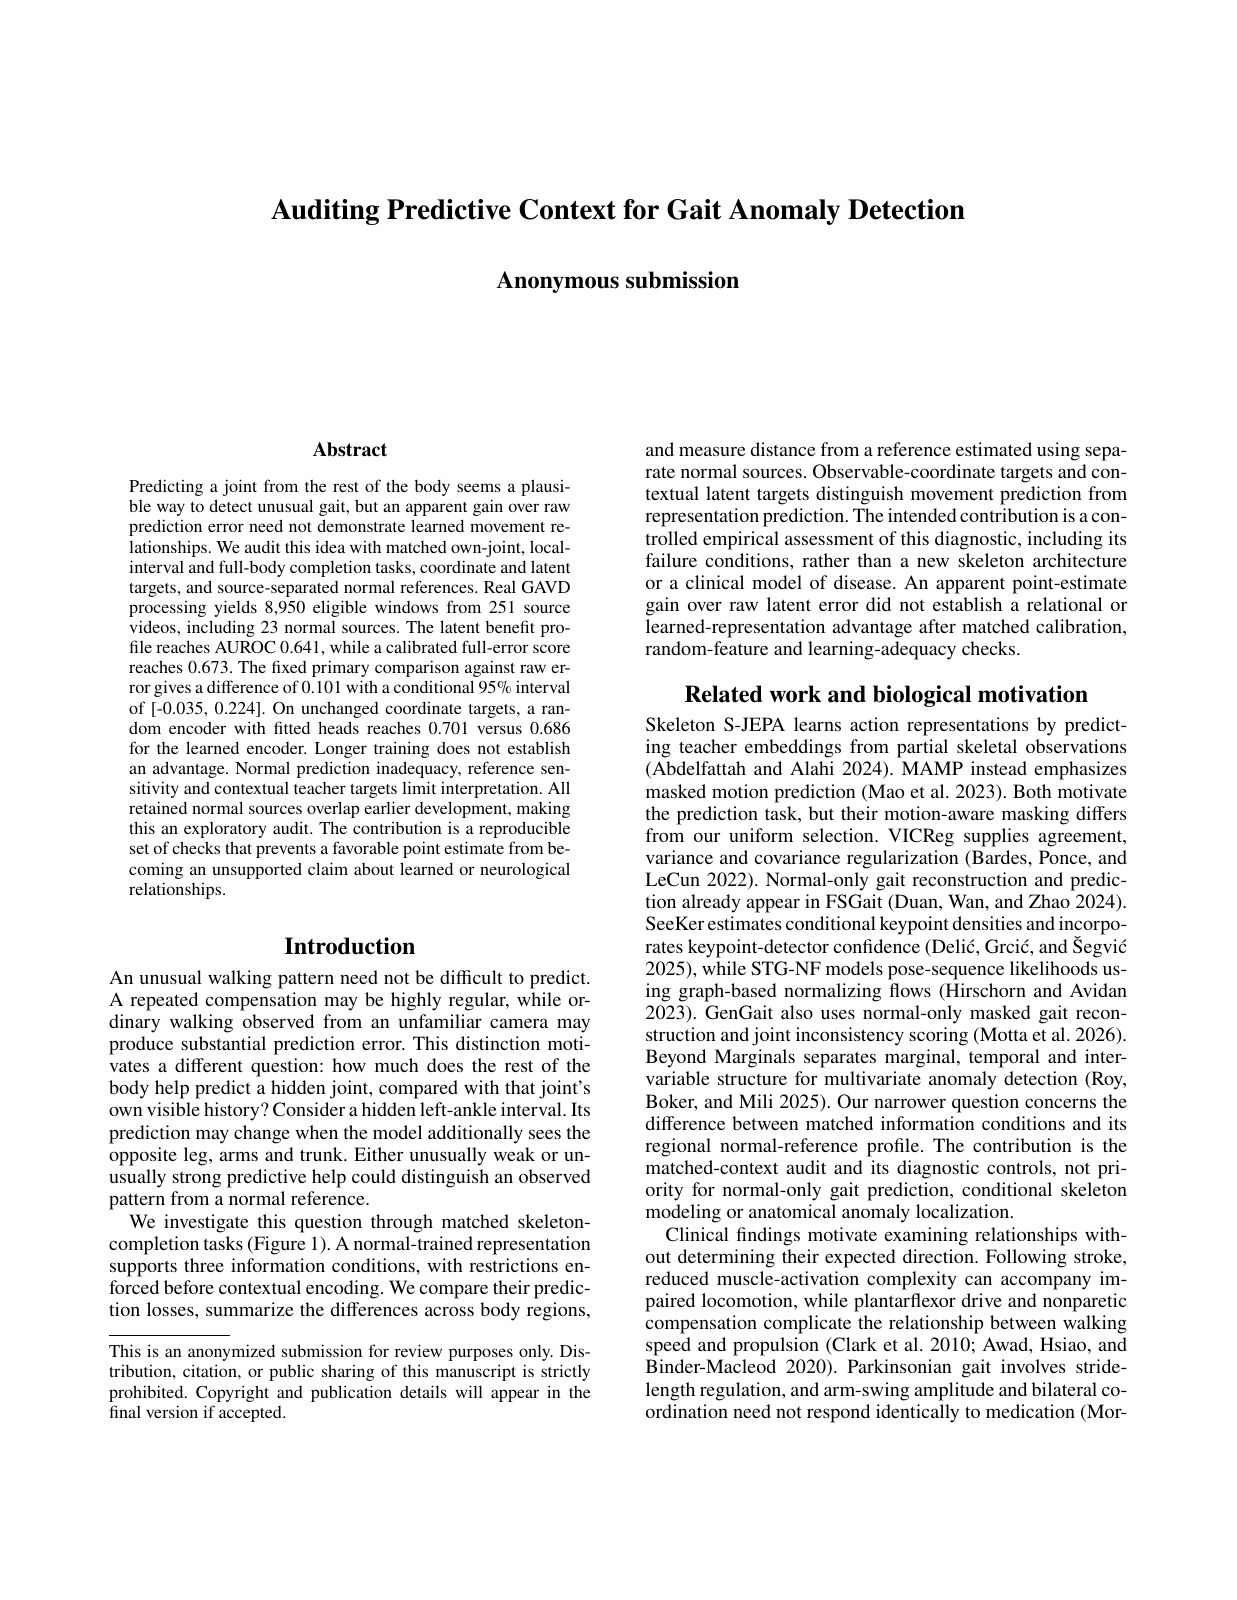 Auditing Predictive Context for Gait Anomaly Detection
Anonymous submission
Abstract
Predicting a joint from the rest of the body seems a plausi-
ble way to detect unusual gait, but an apparent gain over raw
prediction error need not demonstrate learned movement re-
lationships. We audit this idea with matched own-joint, local-
interval and full-body completion tasks, coordinate and latent
targets, and source-separated normal references. Real GAVD
processing yields 8,950 eligible windows from 251 source
videos, including 23 normal sources. The latent benefit pro-
file reaches AUROC 0.641, while a calibrated full-error score
reaches 0.673. The fixed primary comparison against raw er-
ror gives a difference of 0.101 with a conditional 95% interval
of [-0.035, 0.224]. On unchanged coordinate targets, a ran-
dom encoder with fitted heads reaches 0.701 versus 0.686
for the learned encoder. Longer training does not establish
an advantage. Normal prediction inadequacy, reference sen-
sitivity and contextual teacher targets limit interpretation. All
retained normal sources overlap earlier development, making
this an exploratory audit. The contribution is a reproducible
set of checks that prevents a favorable point estimate from be-
coming an unsupported claim about learned or neurological
relationships.
Introduction
An unusual walking pattern need not be difficult to predict.
A repeated compensation may be highly regular, while or-
dinary walking observed from an unfamiliar camera may
produce substantial prediction error. This distinction moti-
vates a different question: how much does the rest of the
body help predict a hidden joint, compared with that joint's
own visible history? Consider a hidden left-ankle interval. Its
prediction may change when the model additionally sees the
opposite leg, arms and trunk. Either unusually weak or un-
usually strong predictive help could distinguish an observed
pattern from a normal reference.
We investigate this question through matched skeleton-
completion tasks (Figure 1). A normal-trained representation
supports three information conditions, with restrictions en-
forced before contextual encoding. We compare their predic-
tion losses, summarize the differences across body regions,
This is an anonymized submission for review purposes only. Dis-
tribution, citation, or public sharing of this manuscript is strictly
prohibited. Copyright and publication details will appear in the
final version if accepted.
and measure distance from a reference estimated using sepa-
rate normal sources. Observable-coordinate targets and con-
textual latent targets distinguish movement prediction from
representation prediction. The intended contribution is a con-
trolled empirical assessment of this diagnostic, including its
failure conditions, rather than a new skeleton architecture
or a clinical model of disease. An apparent point-estimate
gain over raw latent error did not establish a relational or
learned-representation advantage after matched calibration,
random-feature and learning-adequacy checks.
Related work and biological motivation
Skeleton S-JEPA learns action representations by predict-
ing teacher embeddings from partial skeletal observations
(Abdelfattah and Alahi 2024). MAMP instead emphasizes
masked motion prediction (Mao et al. 2023). Both motivate
the prediction task, but their motion-aware masking differs
from our uniform selection. VICReg supplies agreement,
variance and covariance regularization (Bardes, Ponce, and
LeCun 2022). Normal-only gait reconstruction and predic-
tion already appear in FSGait (Duan, Wan, and Zhao 2024).
SeeKer estimates conditional keypoint densities and incorpo-
rates keypoint-detector confidence (Delić, Grcić, and Šegvić
2025), while STG-NF models pose-sequence likelihoods us-
ing graph-based normalizing flows (Hirschorn and Avidan
2023). GenGait also uses normal-only masked gait recon-
struction and joint inconsistency scoring (Motta et al. 2026).
Beyond Marginals separates marginal, temporal and inter-
variable structure for multivariate anomaly detection (Roy,
Boker, and Mili 2025). Our narrower question concerns the
difference between matched information conditions and its
regional normal-reference profile. The contribution is the
matched-context audit and its diagnostic controls, not pri-
ority for normal-only gait prediction, conditional skeleton
modeling or anatomical anomaly localization.
Clinical findings motivate examining relationships with-
out determining their expected direction. Following stroke,
reduced muscle-activation complexity can accompany im-
paired locomotion, while plantarflexor drive and nonparetic
compensation complicate the relationship between walking
speed and propulsion (Clark et al. 2010; Awad, Hsiao, and
Binder-Macleod 2020). Parkinsonian gait involves stride-
length regulation, and arm-swing amplitude and bilateral co-
ordination need not respond identically to medication (Mor-